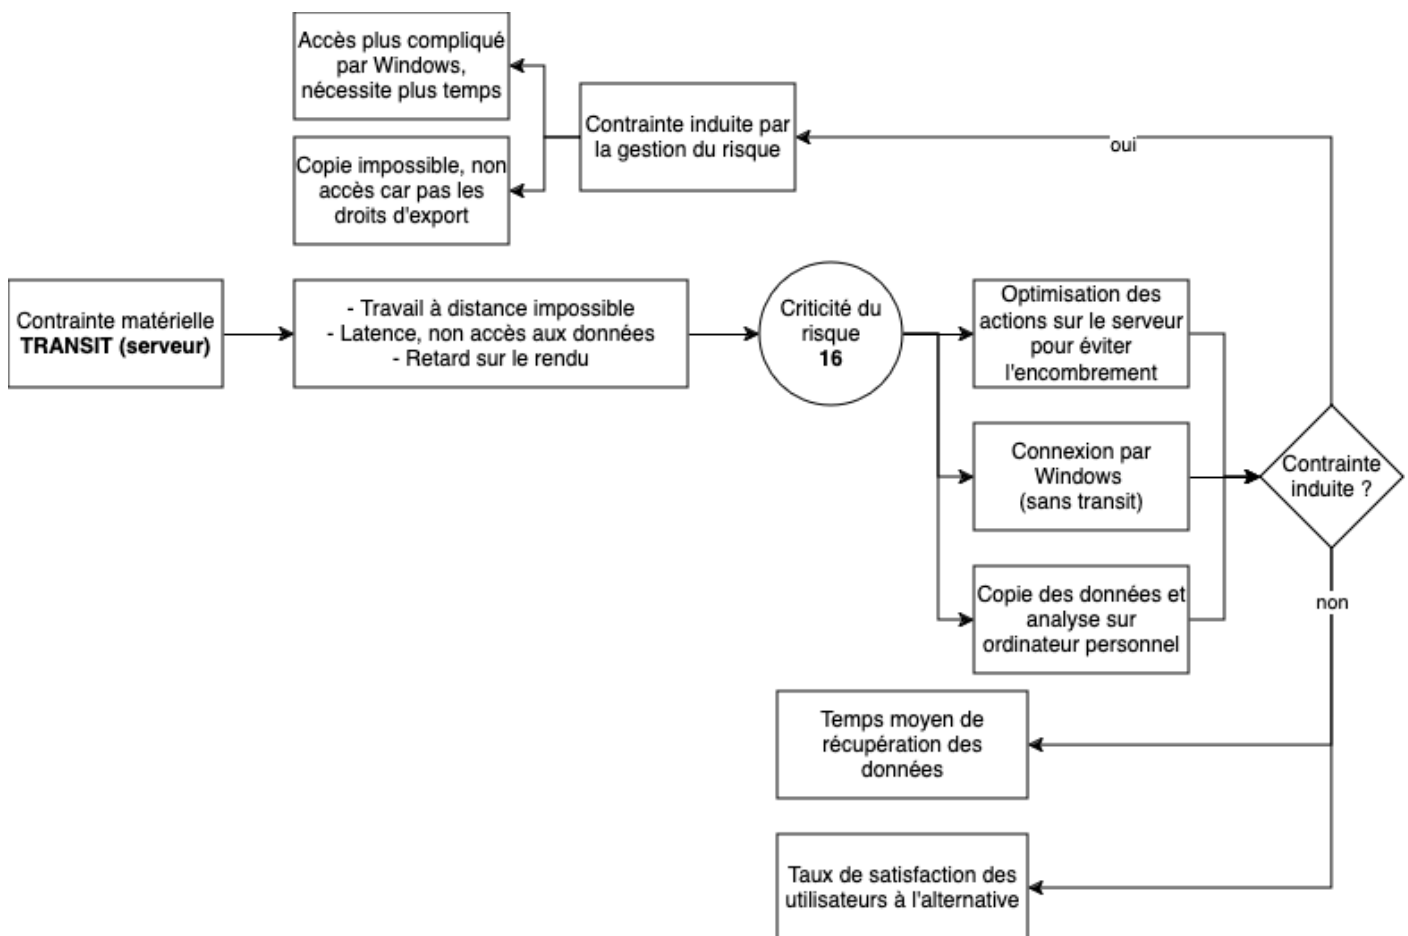 Accès plus compliqué
par Windows,
nécessite plus temps
Contrainte induite par
la gestion du risque
oui
Copie impossible, non
accès car pas les
droits d'export
Contrainte matérielle
TRANSIT (serveur)
- Travail à distance impossible
- Latence, non accès aux données
- Retard sur le rendu
Criticité du
risque
16
Optimisation des
actions sur le serveur
pour éviter
l'encombrement
Connexion par
Windows
(sans transit)
Contrainte
induite ?
Copie des données et
analyse sur
ordinateur personnel
non
Temps moyen de
récupération des
données
Taux de satisfaction des
utilisateurs à l'alternative